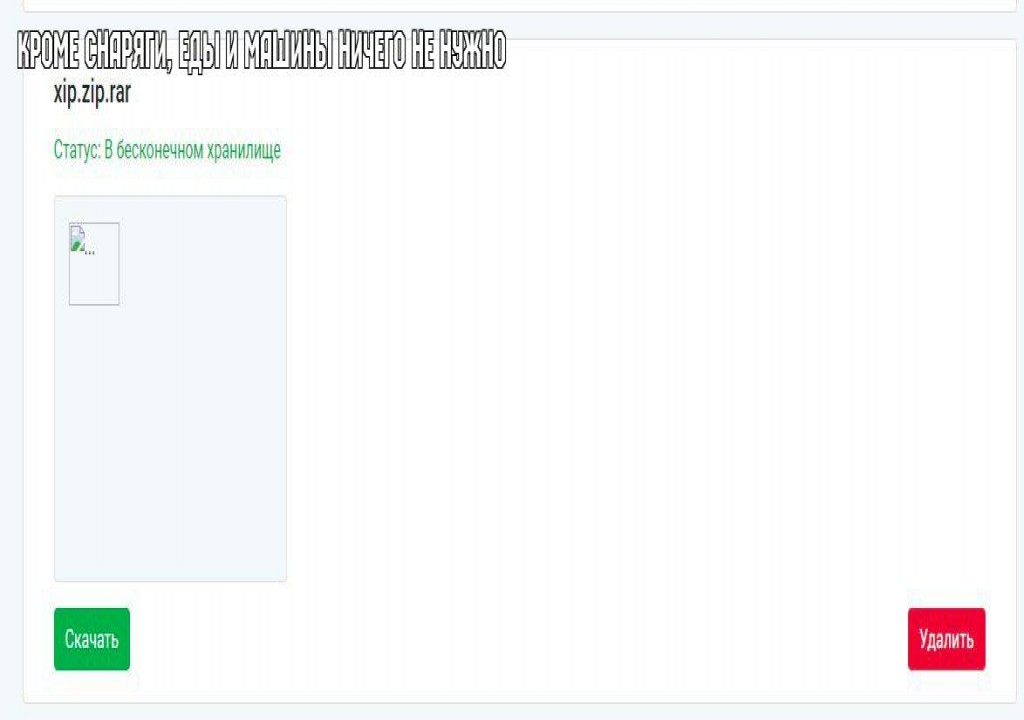 КРОМЕ СНАРЯГИ, ЕДЫ И МАШИНЫ НИЧЕГО НЕ НУЖНО
xip.zip.rar
Статус: В бесконечном хранилище
...
Скачать
Удалить